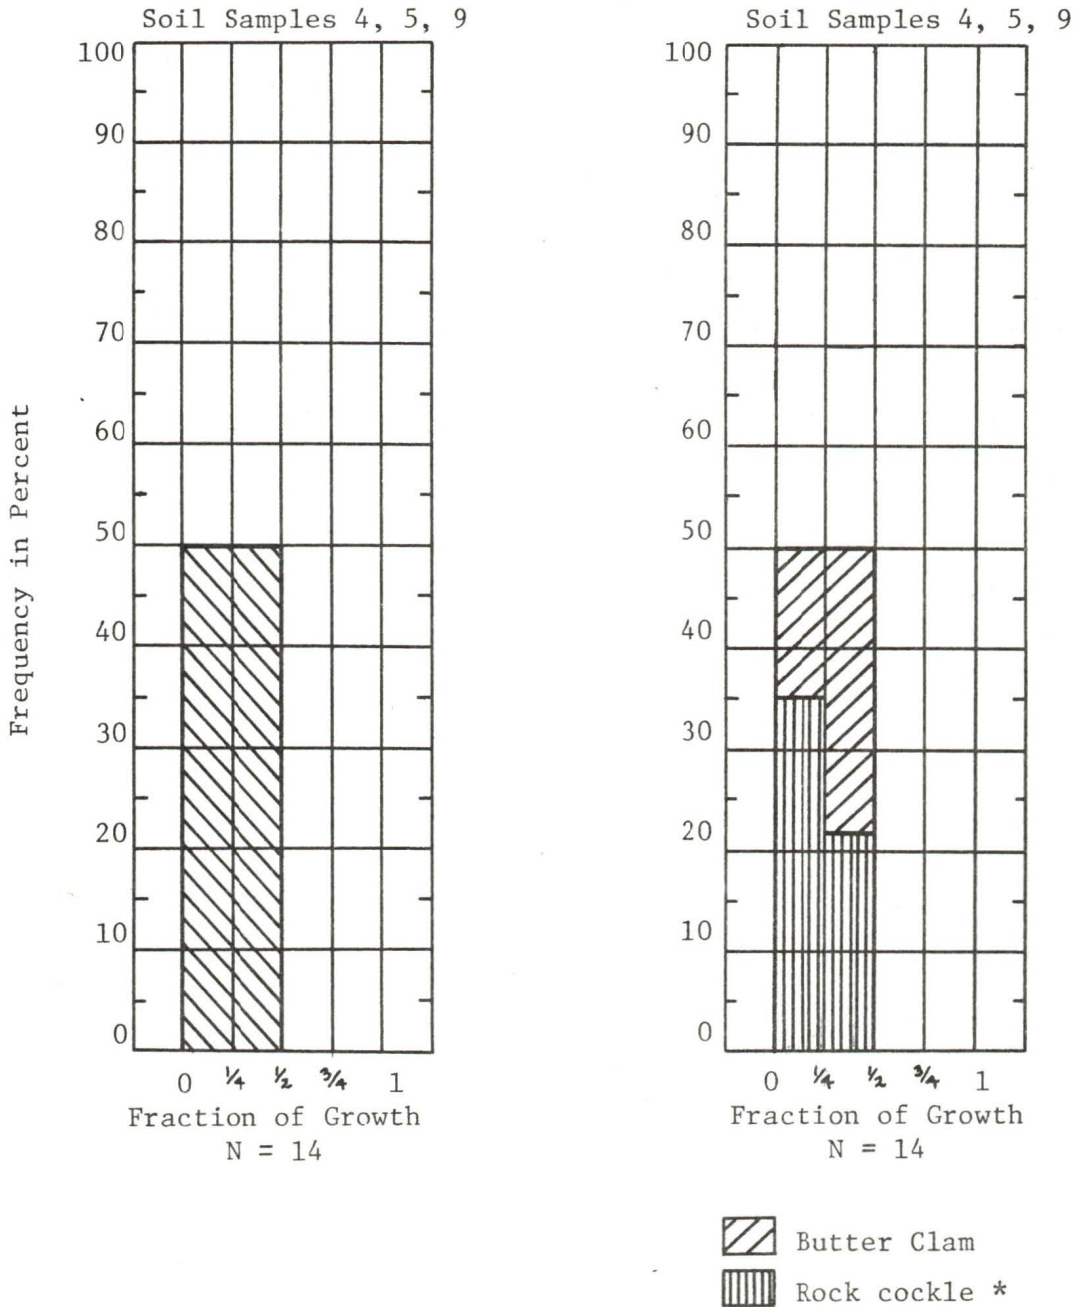 Soil Samples 4, 5, 9
100
90
80
70
60
50
40
30
20
10
0
Frequency in Percent
0 1/4 1/2 3/4 1
Fraction of Growth
N = 14
Soil Samples 4, 5, 9
100
90
80
70
60
50
40
30
20
10
0
0 1/4 1/2 3/4 1
Fraction of Growth
N = 14
Butter Clam
Rock cockle *